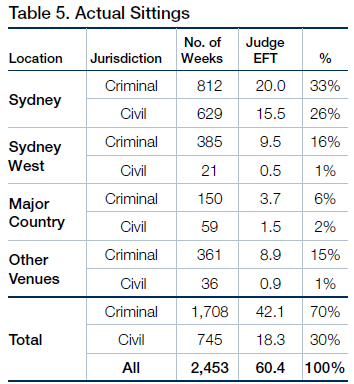 Table 5. Actual Sittings
Location Jurisdiction No. of Weeks Judge EFT %
Sydney Criminal 812 20.0 33%
Civil 629 15.5 26%
Sydney West Criminal 385 9.5 16%
Civil 21 0.5 1%
Major Country Criminal 150 3.7 6%
Civil 59 1.5 2%
Other Venues Criminal 361 8.9 15%
Civil 36 0.9 1%
Total Criminal 1,708 42.1 70%
Civil 745 18.3 30%
All 2,453 60.4 100%